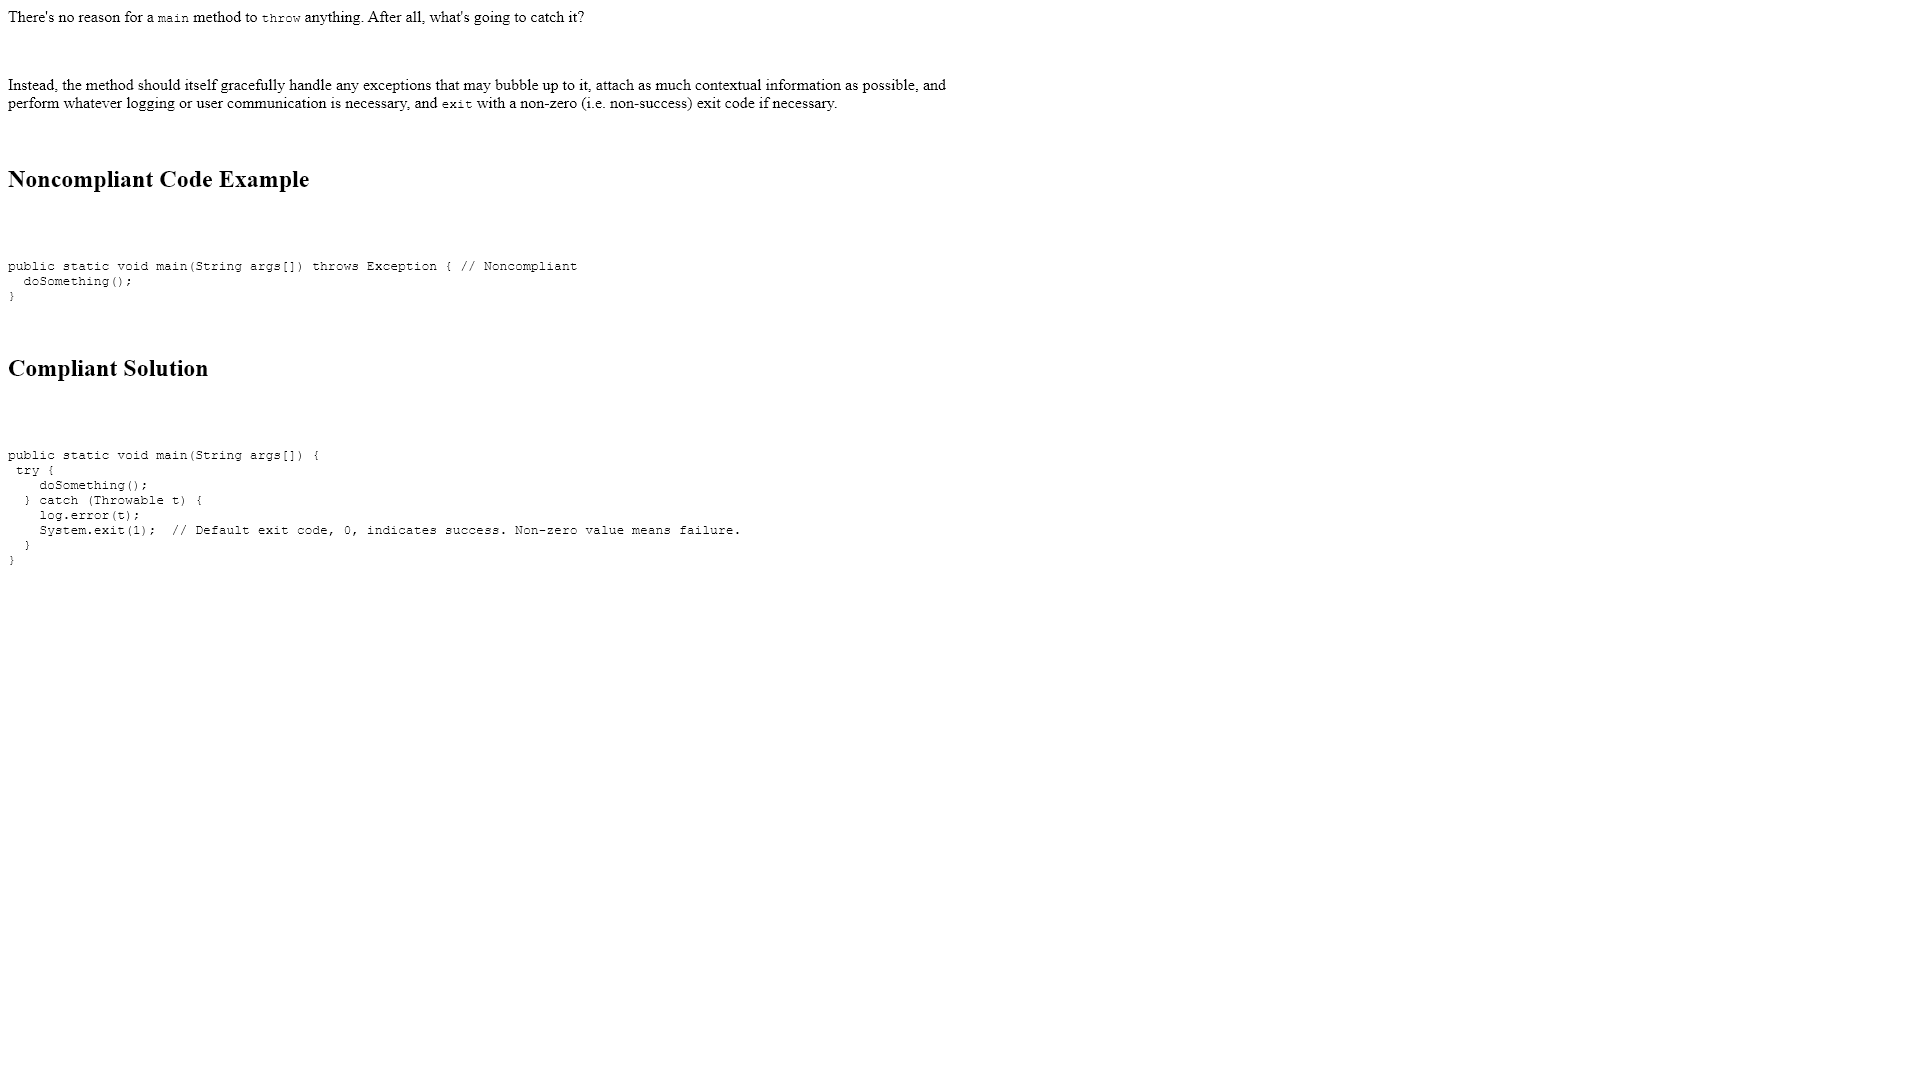 There's no reason for a main method to throw anything. After all, what's going to catch it?
Instead, the method should itself gracefully handle any exceptions that may bubble up to it, attach as much contextual information as possible, and
perform whatever logging or user communication is necessary, and exit with a non-zero (i.e. non-success) exit code if necessary.
Noncompliant Code Example
public static void main(String args[]) throws Exception { // Noncompliant
  doSomething();
}
Compliant Solution
public static void main(String args[]) {
 try {
    doSomething();
  } catch (Throwable t) {
    log.error(t);
    System.exit(1);  // Default exit code, 0, indicates success. Non-zero value means failure.
  }
}